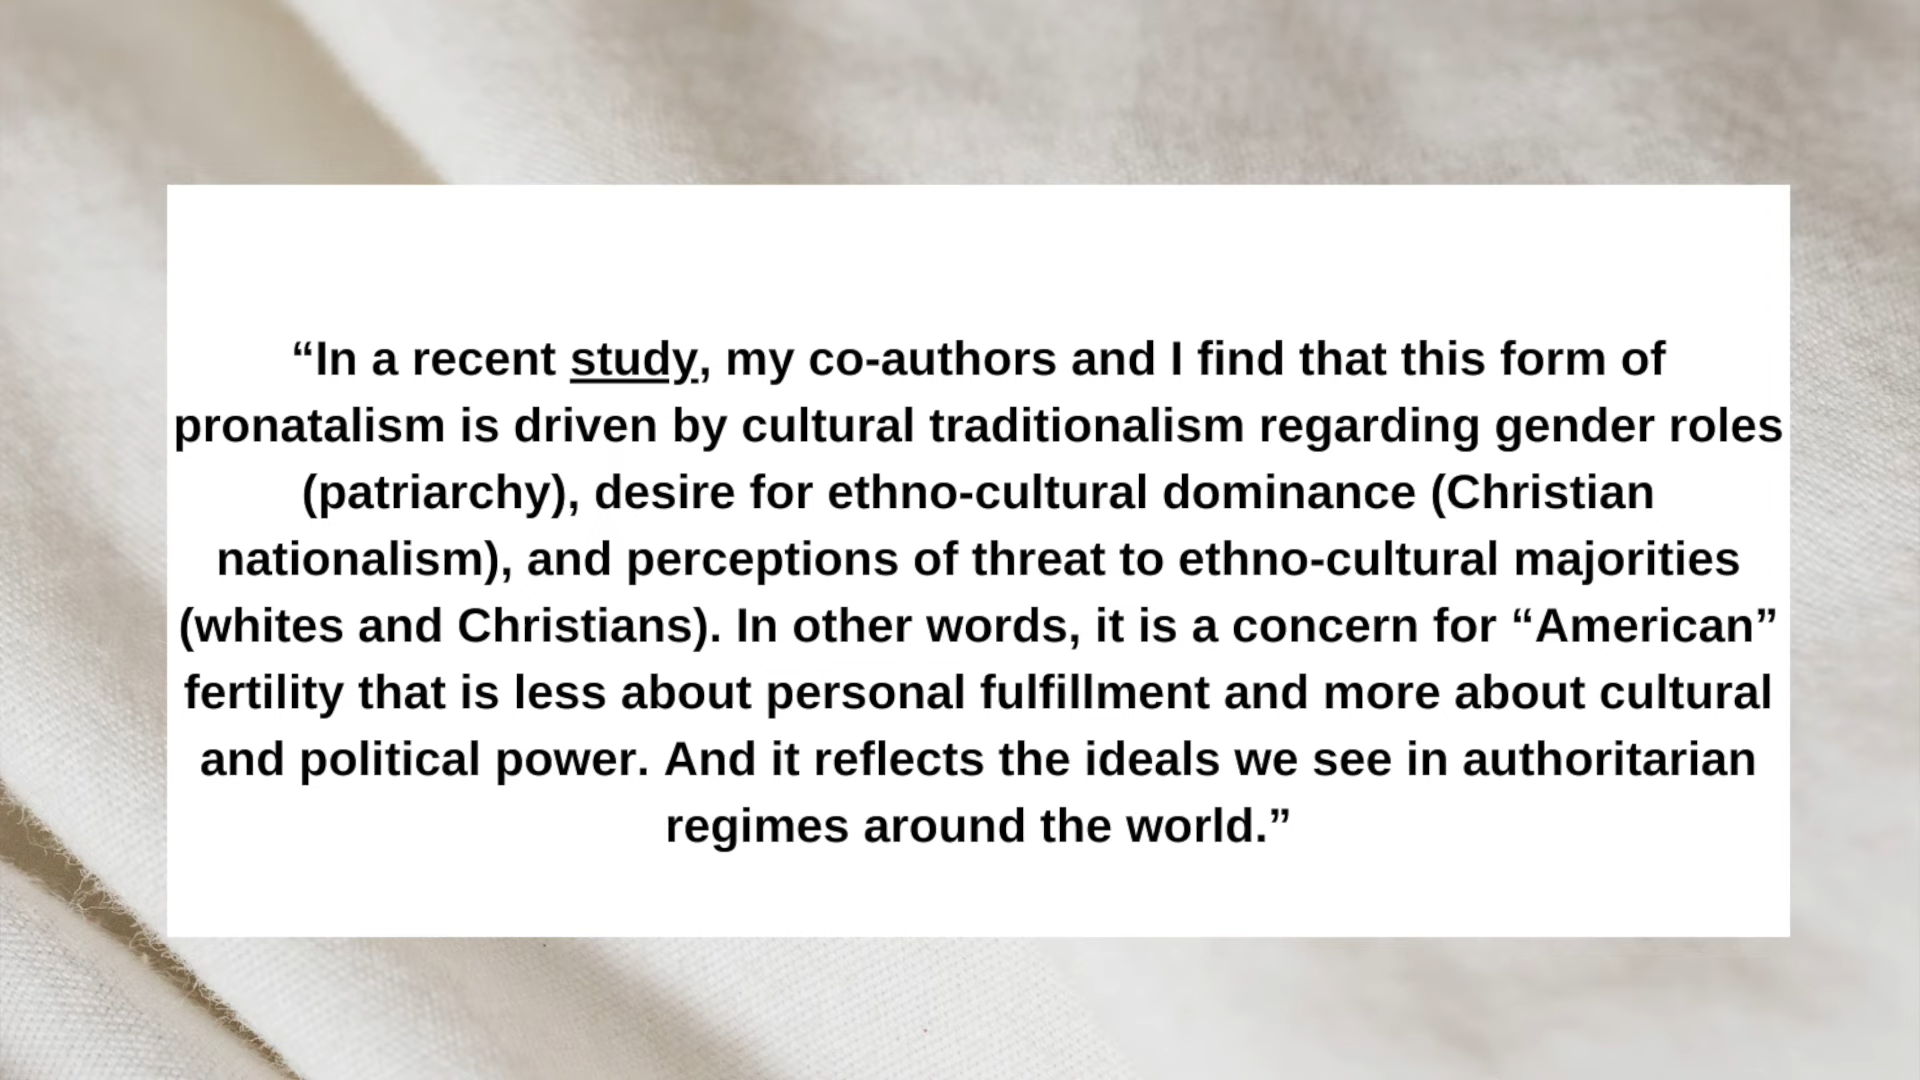 “In a recent study, my co-authors and I find that this form of
pronatalism is driven by cultural traditionalism regarding gender roles
(patriarchy), desire for ethno-cultural dominance (Christian
nationalism), and perceptions of threat to ethno-cultural majorities
(whites and Christians). In other words, it is a concern for “American”
fertility that is less about personal fulfillment and more about cultural
and political power. And it reflects the ideals we see in authoritarian
regimes around the world.”